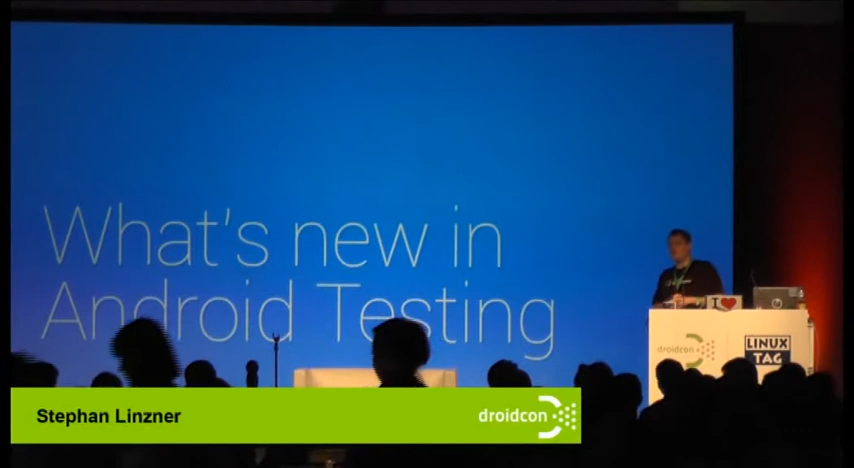 What's new in
Android Testing
I ❤
droidcon
LINUX
TAG
Stephan Linzner
droidcon